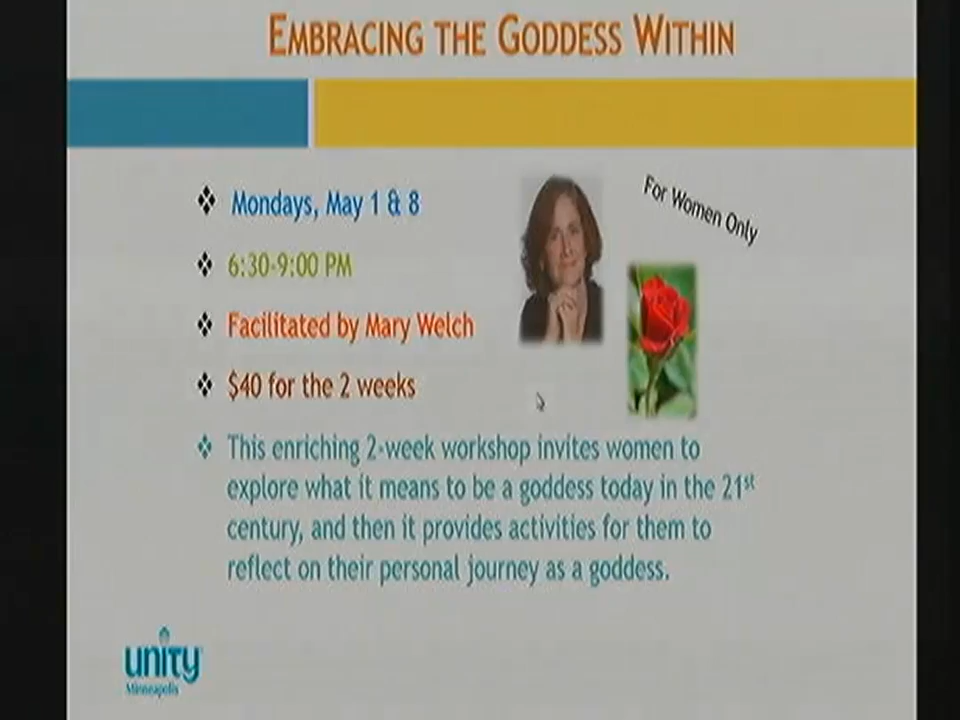 EMBRACING THE GODDESS WITHIN
Mondays, May 1 & 8
For Women Only
6:30-9:00 PM
Facilitated by Mary Welch
$40 for the 2 weeks
This enriching 2-week workshop invites women to
explore what it means to be a goddess today in the 21st
century, and then it provides activities for them to
reflect on their personal journey as a goddess.
unity
Minneapolis